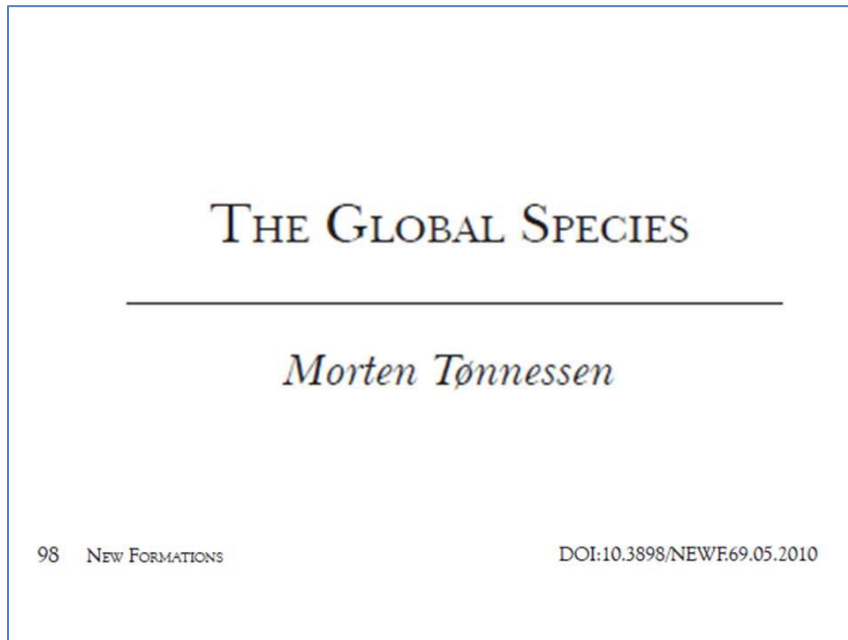 THE GLOBAL SPECIES
Morten Tønnessen
98 NEW FORMATIONS DOI:10.3898/NEWF.69.05.2010